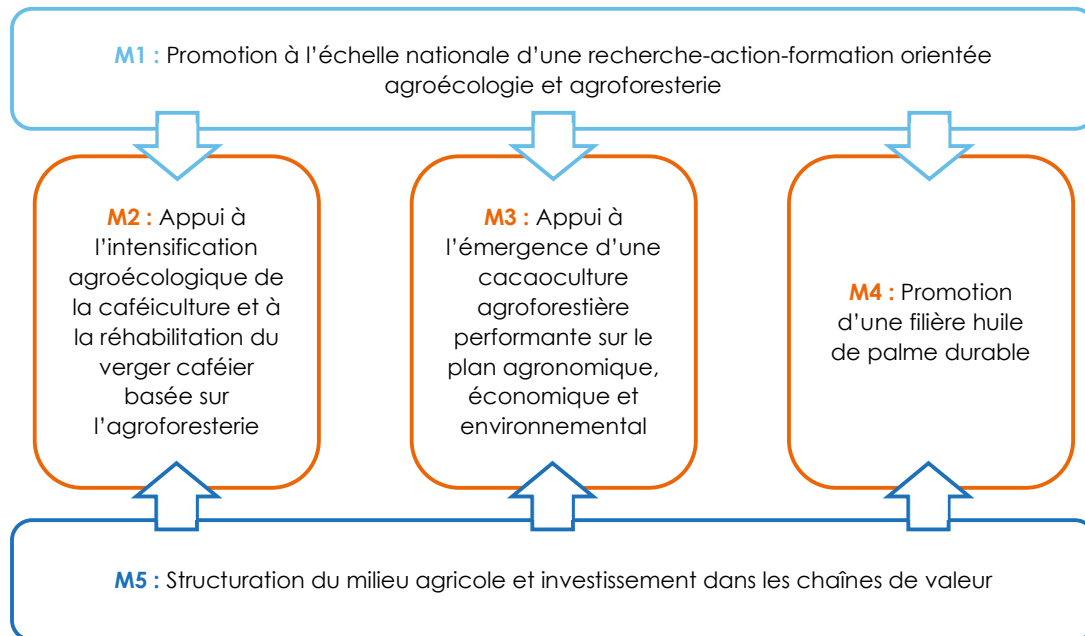 M1 : Promotion à l’échelle nationale d’une recherche-action-formation orientée
agroécologie et agroforesterie
M2 : Appui à
l’intensification
agroécologique de
la caféiculture et à
la réhabilitation du
verger caféier
basée sur
l’agroforesterie
M3 : Appui à
l’émergence d’une
cacaoculture
agroforestière
performante sur le
plan agronomique,
économique et
environnemental
M4 : Promotion
d’une filière huile
de palme durable
M5 : Structuration du milieu agricole et investissement dans les chaînes de valeur